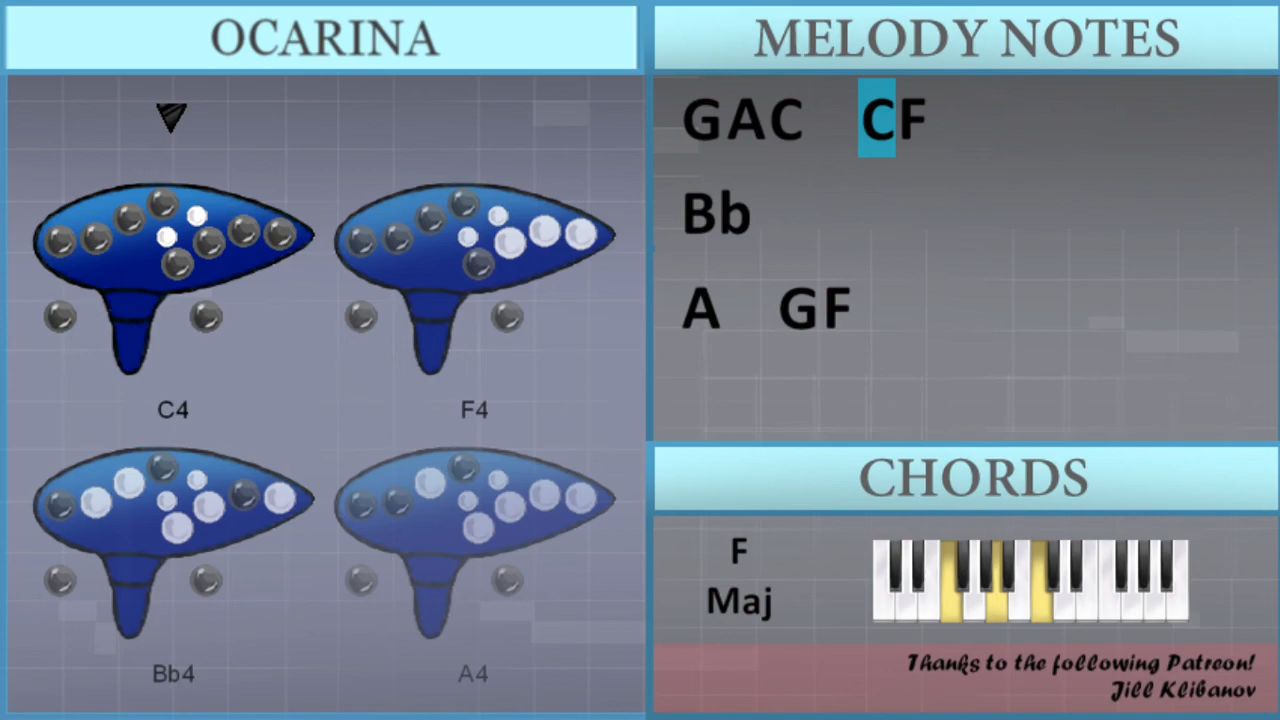 OCARINA
C4
F4
Bb4
A4
MELODY NOTES
GAC CF
Bb
A GF
CHORDS
F
Maj
Thanks to the following Patreon!
Jill Klibanov